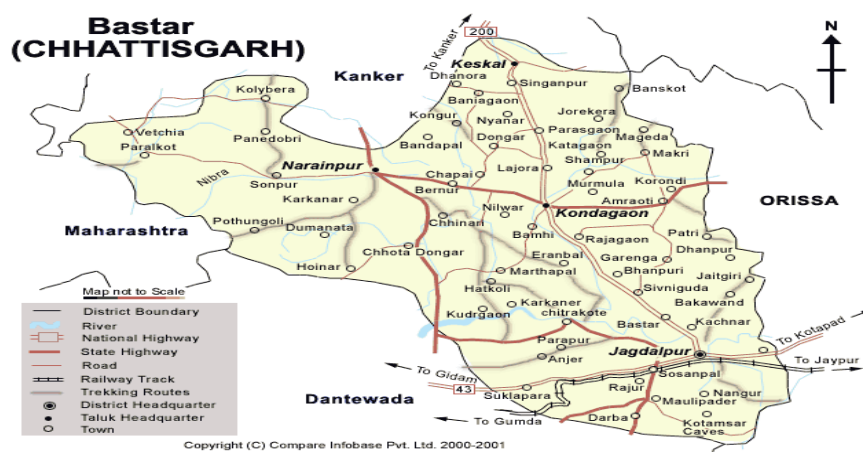 Bastar
(CHHATTISGARH)
N
200
To Kanker
Keskal
Kanker
Dhanora
Singanpur
Banskot
Kolybera
Baniagaon
Nyanar
Jorekera
Kongur
Vetchia
Panedobri
Bandapal
Dongar
Parasgaon
Mageda
Katagaon
Paralkot
Makri
Narainpur
Shampur
Nibra
Sonpur
Chapai
Lajora
Bernur
Murmula
Korondi
Karkanar
Amraoti
ORISSA
Nilwar
Kondagaon
Pothungoli
Chhinari
Maharashtra
Dumanata
Bamhi
Rajagaon
Patri
Chhota Dongar
Eranbal
Garenga
Dhanpur
Hoinar
Marthapal
Bhanpuri
Jaitgiri
Hatkoli
Sivniguda
Map not to Scale
Bakawand
District Boundary
Karkaner
Kudrgaon
chitrakote
River
Bastar
Kachnar
National Highway
To Kotapad
Parapur
State Highway
Anjer
Jagdalpur
Road
To Jaypur
Railway Track
To Gidam
Sosanpal
Trekking Routes
43
Rajur
Suklapara
Nangur
District Headquarter
Dantewada
Maulipader
Taluk Headquarter
Darba
Kotamsar
Caves
Town
To Gumda
Copyright (C) Compare Infobase Pvt. Ltd. 2000-2001